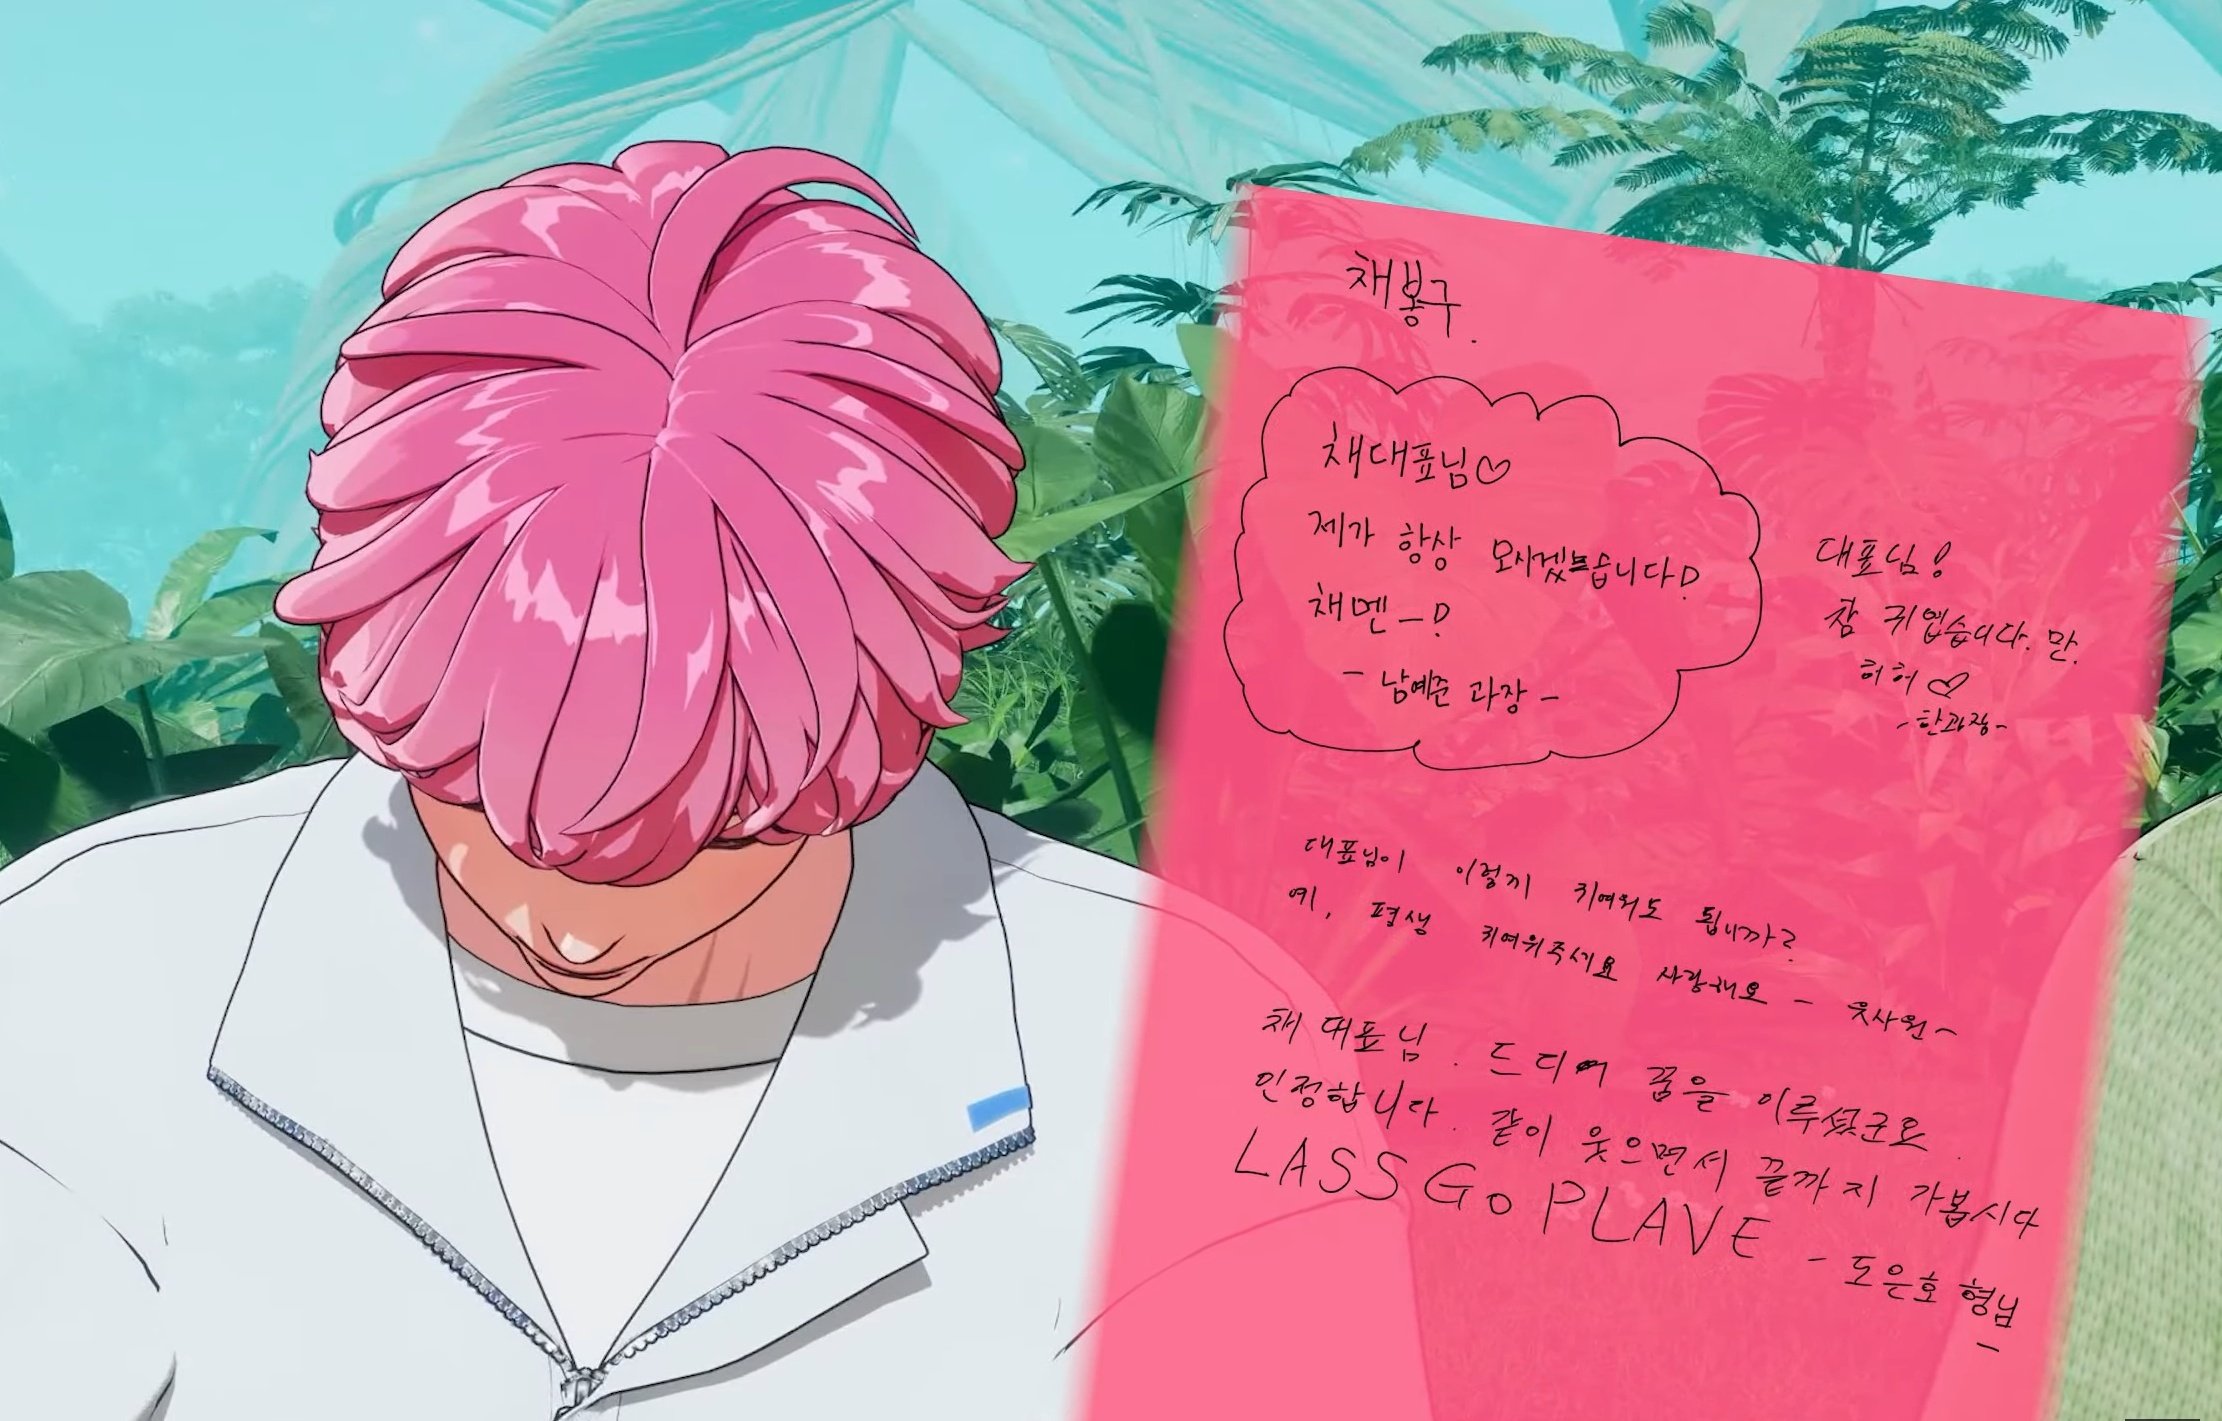 채봉구.
채대표님♡
제가 항상 모시겠습니다!
채멘-!
- 남예준 과장 -
대표님!
참 귀엽습니다. 만.
허허♡
- 한과장 -
대표님이 이렇게 귀여워도 됩니까?
예, 평생 귀여워주세요 사랑해요 - 웃사원 -
채대표님. 드디어 꿈을 이루셨군요.
인정합니다. 같이 웃으면서 끝까지 가봅시다
LASS Go PLAVE - 도은호 형님
-